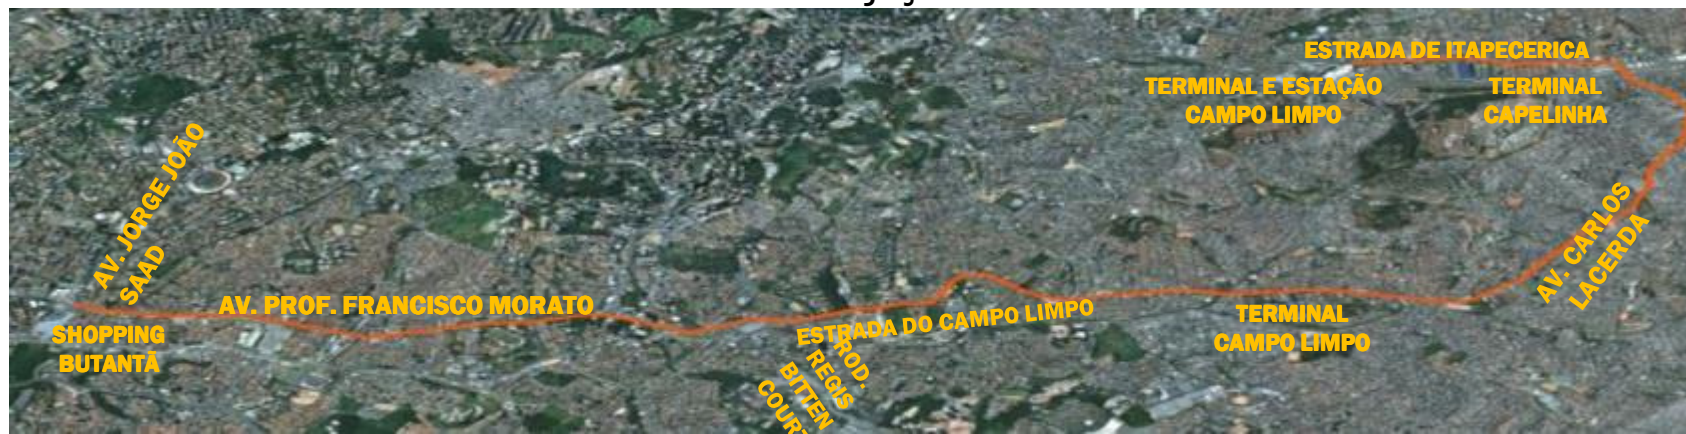 ESTRADA DE ITAPECERICA
TERMINAL E ESTAÇÃO
CAMPO LIMPO
TERMINAL
CAPELINHA
AV. JORGE JOÃO
SAAD
AV. CARLOS
LACERDA
AV. PROF. FRANCISCO MORATO
SHOPPING
BUTANTÃ
ESTRADA DO CAMPO LIMPO
TERMINAL
CAMPO LIMPO
ROD.
REGIS
BITTEN
COURT